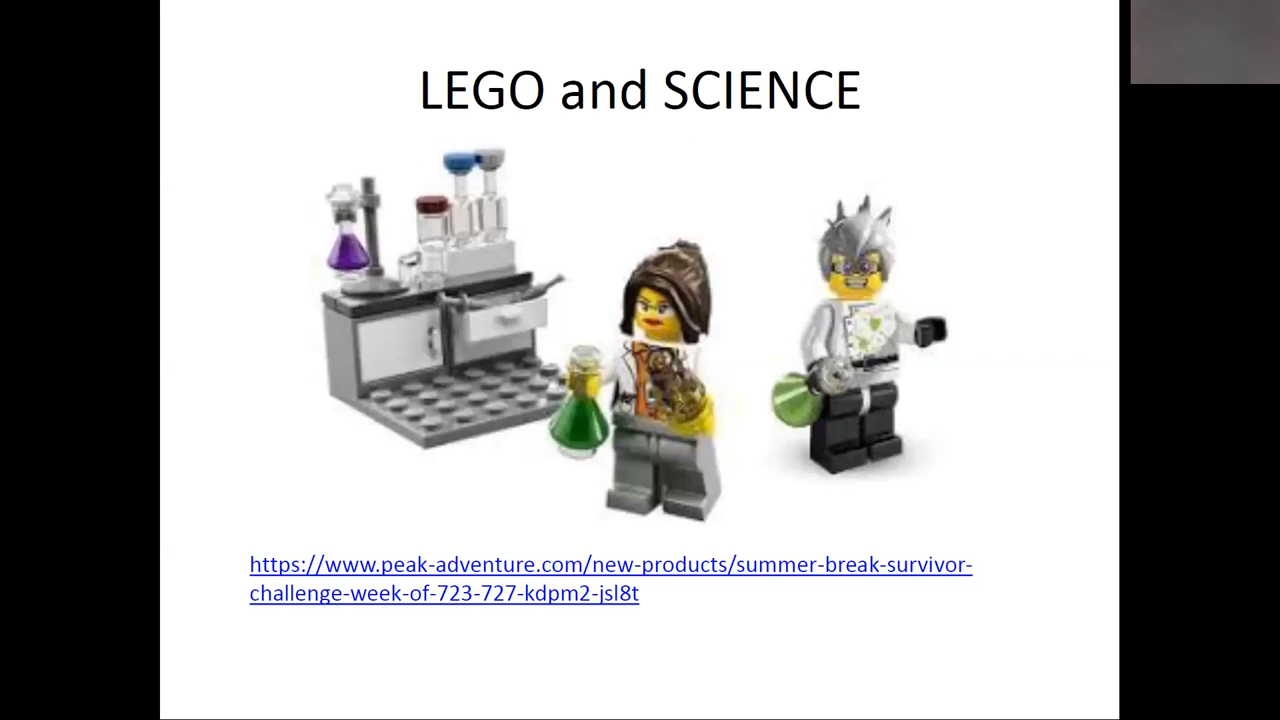 LEGO and SCIENCE
https://www.peak-adventure.com/new-products/summer-break-survivor-
challenge-week-of-723-727-kdpm2-jsl8t